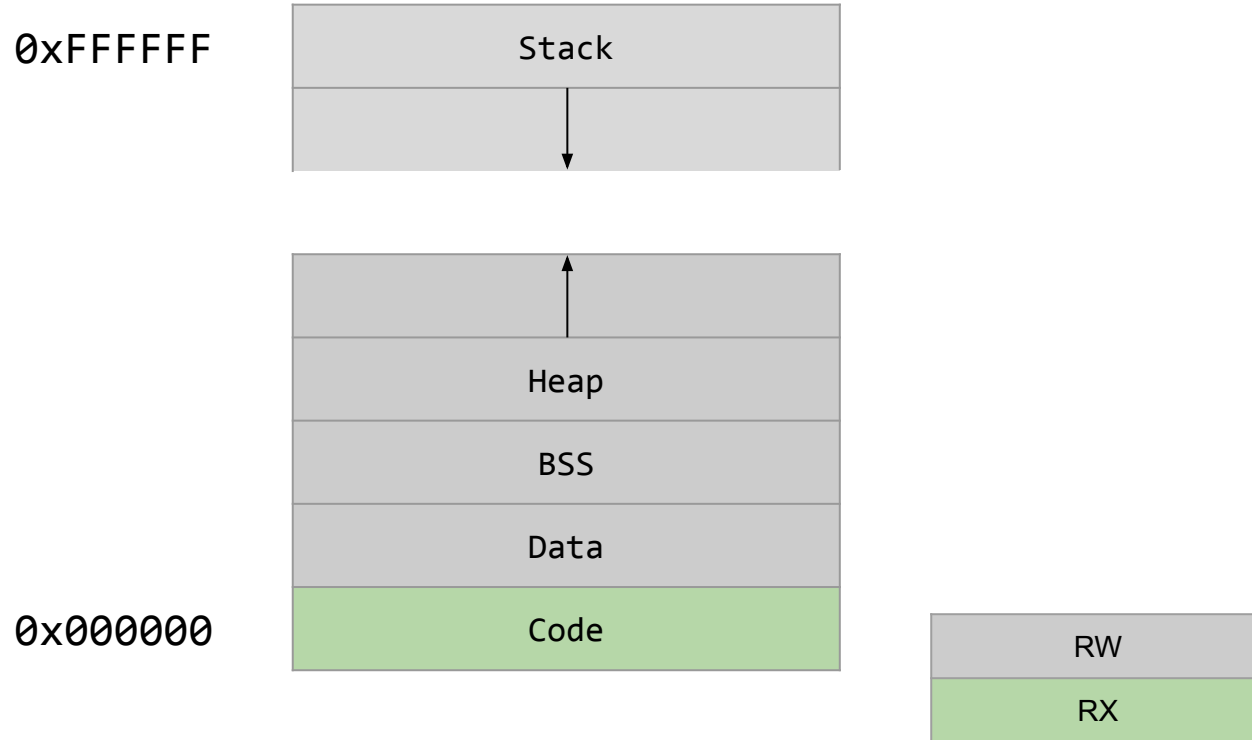 0xFFFFFF
Stack
Heap
BSS
Data
0x000000
Code
RW
RX